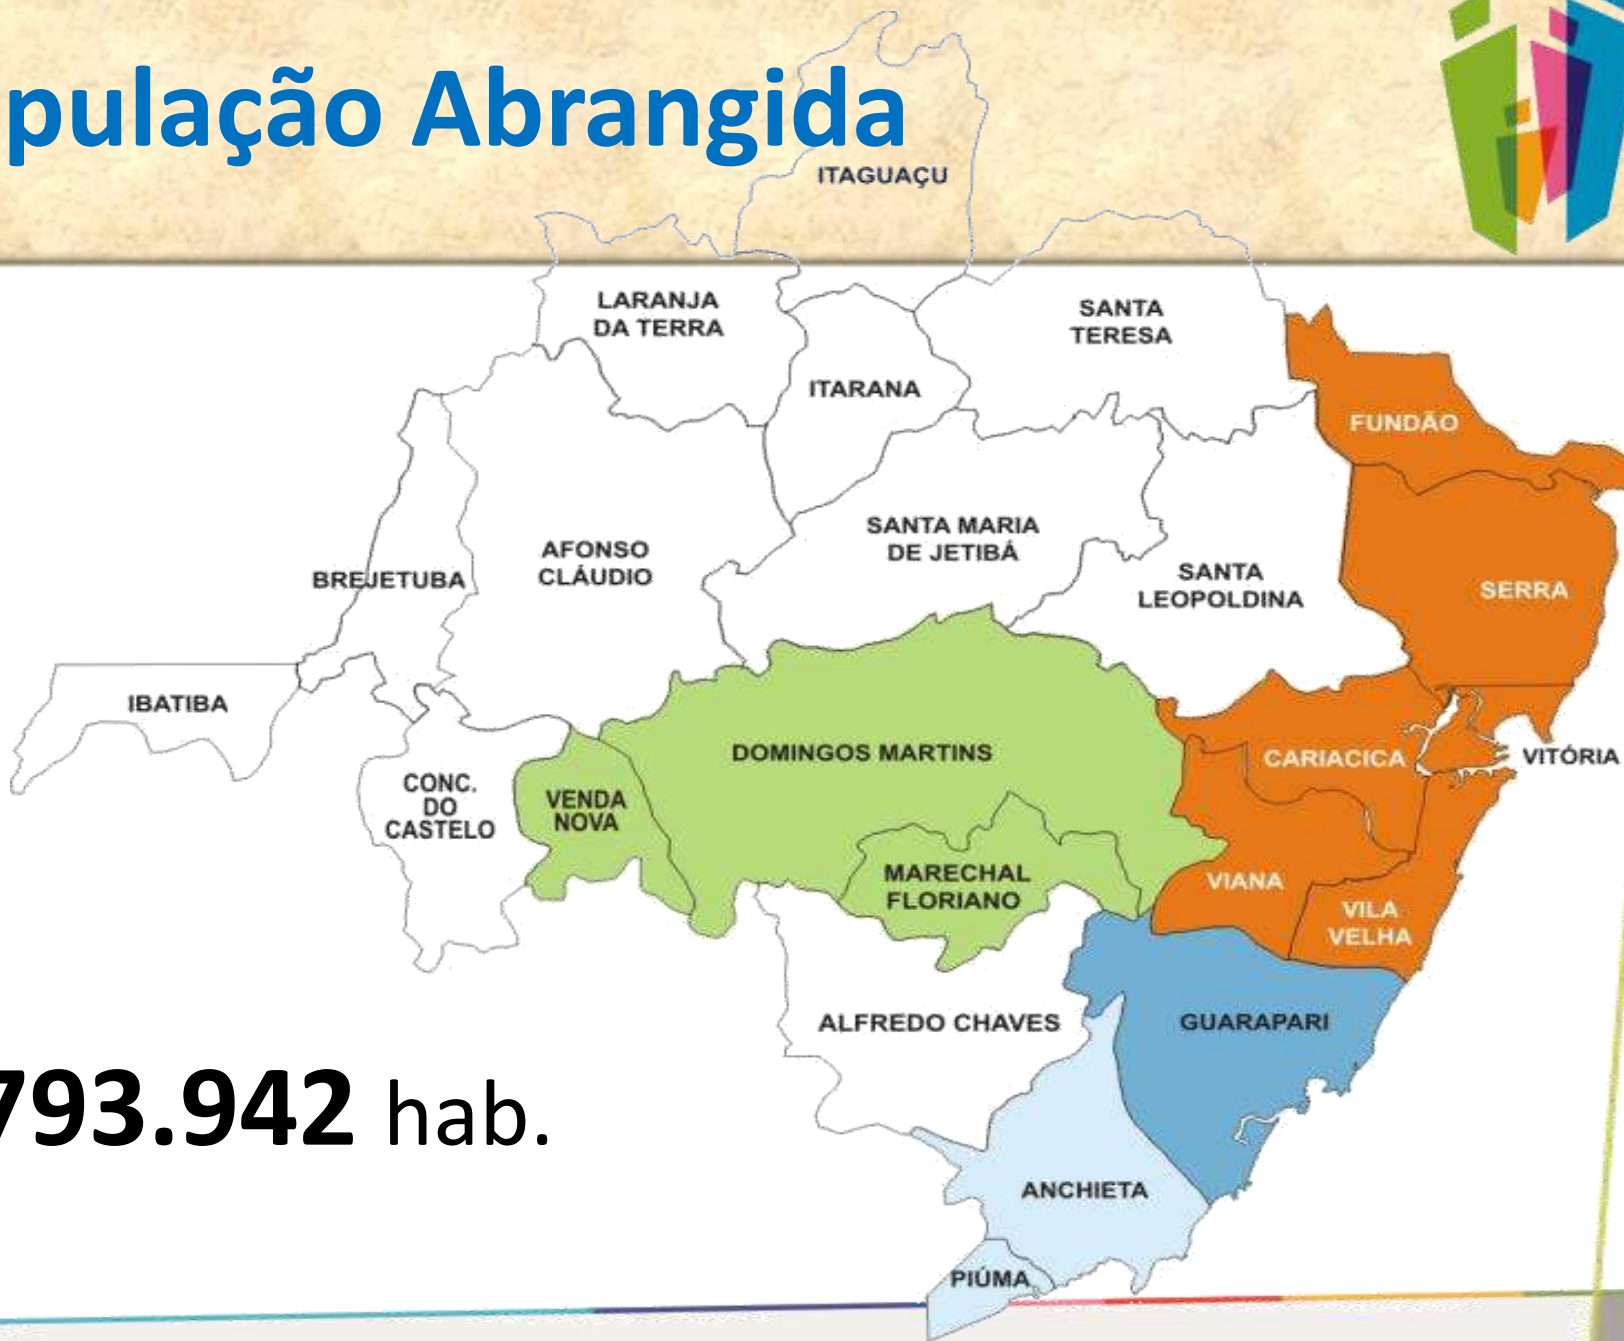 pulação Abrangida
ITAGUAÇU
LARANJA
DA TERRA
SANTA
TERESA
ITARANA
FUNDÃO
SANTA MARIA
DE JETIBÁ
AFONSO
CLÁUDIO
BREJETUBA
SANTA
LEOPOLDINA
SERRA
IBATIBA
DOMINGOS MARTINS
CARIACICA
VITÓRIA
CONC.
DO
CASTELO
VENDA
NOVA
MARECHAL
FLORIANO
VIANA
VILA
VELHA
ALFREDO CHAVES
GUARAPARI
793.942 hab.
ANCHIETA
PIÚMA